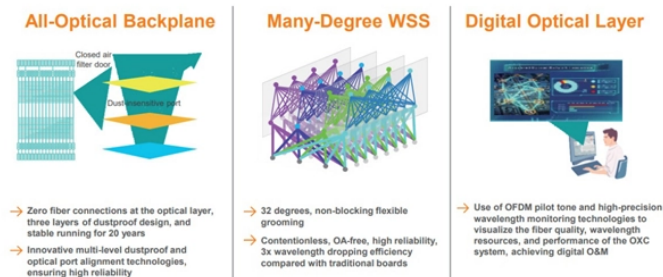 All-Optical Backplane
Closed air
filter door
Dust-insensitive port
→ Zero fiber connections at the optical layer,
three layers of dustproof design, and
stable running for 20 years
→ Innovative multi-level dustproof and
optical port alignment technologies,
ensuring high reliability
Many-Degree WSS
→ 32 degrees, non-blocking flexible
grooming
→ Contentionless, OA-free, high reliability,
3x wavelength dropping efficiency
compared with traditional boards
Digital Optical Layer
→ Use of OFDM pilot tone and high-precision
wavelength monitoring technologies to
visualize the fiber quality, wavelength
resources, and performance of the OXC
system, achieving digital O&M